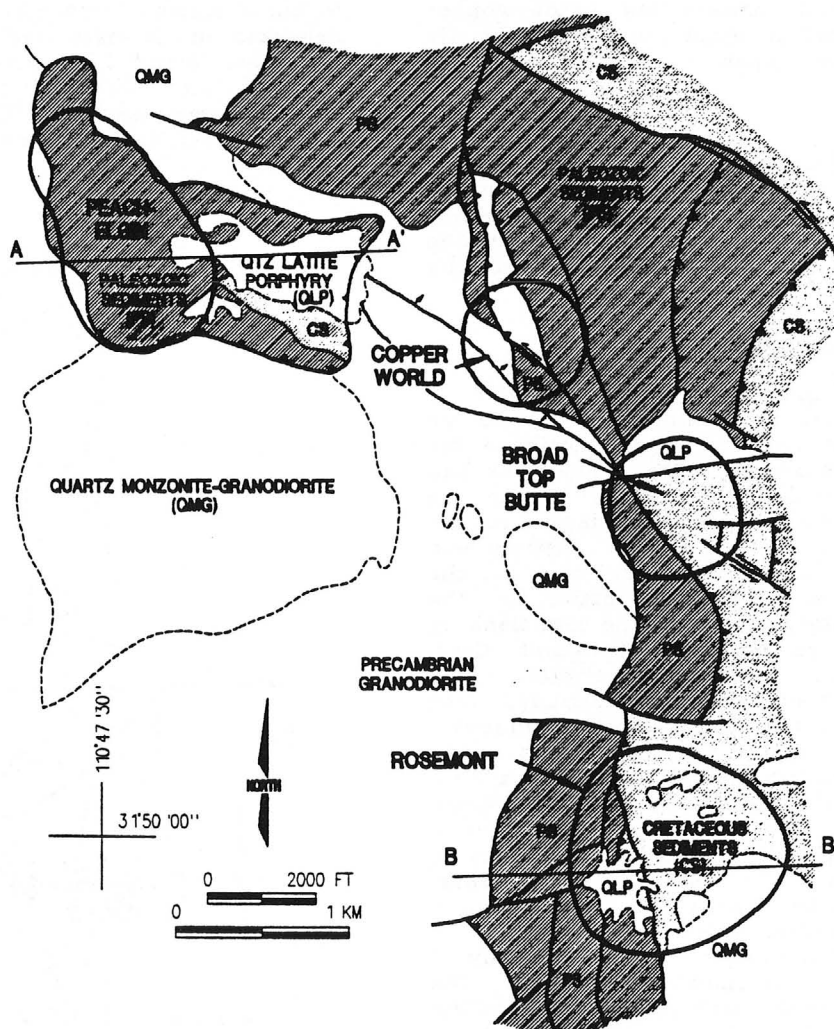 QMG
PS
CS
PALEOZOIC
SEDIMENTS
(PS)
PEACH-
ELGIN
A
A'
QTZ LATITE
PORPHYRY
(QLP)
PALEOZOIC
SEDIMENTS
(PS)
CS
CS
COPPER
WORLD
PS
BROAD
TOP
BUTTE
QLP
QUARTZ MONZONITE-GRANODIORITE
(QMG)
QMG
PS
PRECAMBRIAN
GRANODIORITE
110°47'30''
NORTH
ROSEMONT
31°50'00''
PS
CRETACEOUS
SEDIMENTS
(CS)
B
B'
QLP
0 2000 FT
0 1 KM
QMG
PS